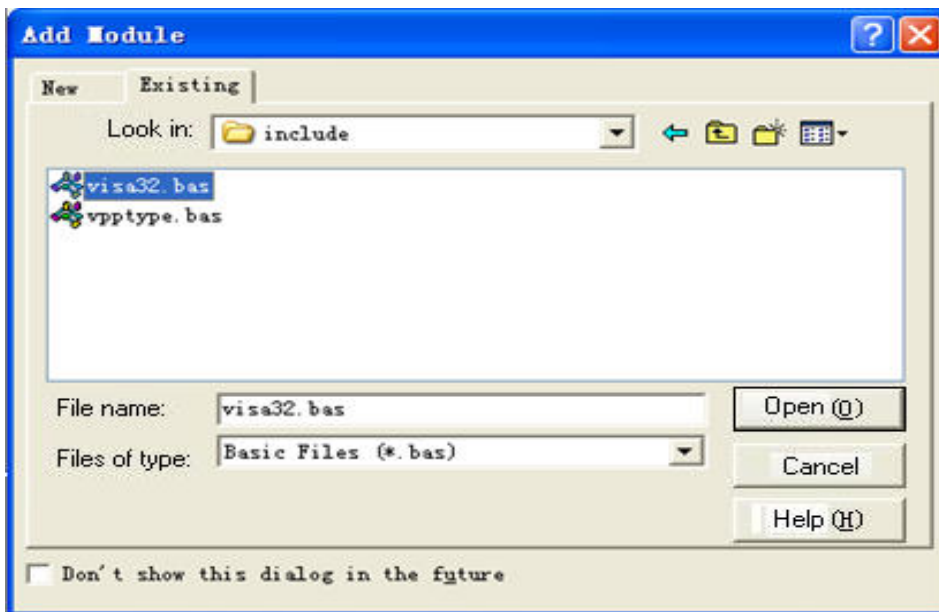 Add Module
New Existing
Look in: include
visa32.bas
vpptype.bas
File name: visa32.bas Open (O)
Files of type: Basic Files (*.bas)
Cancel
Help (H)
Don't show this dialog in the future